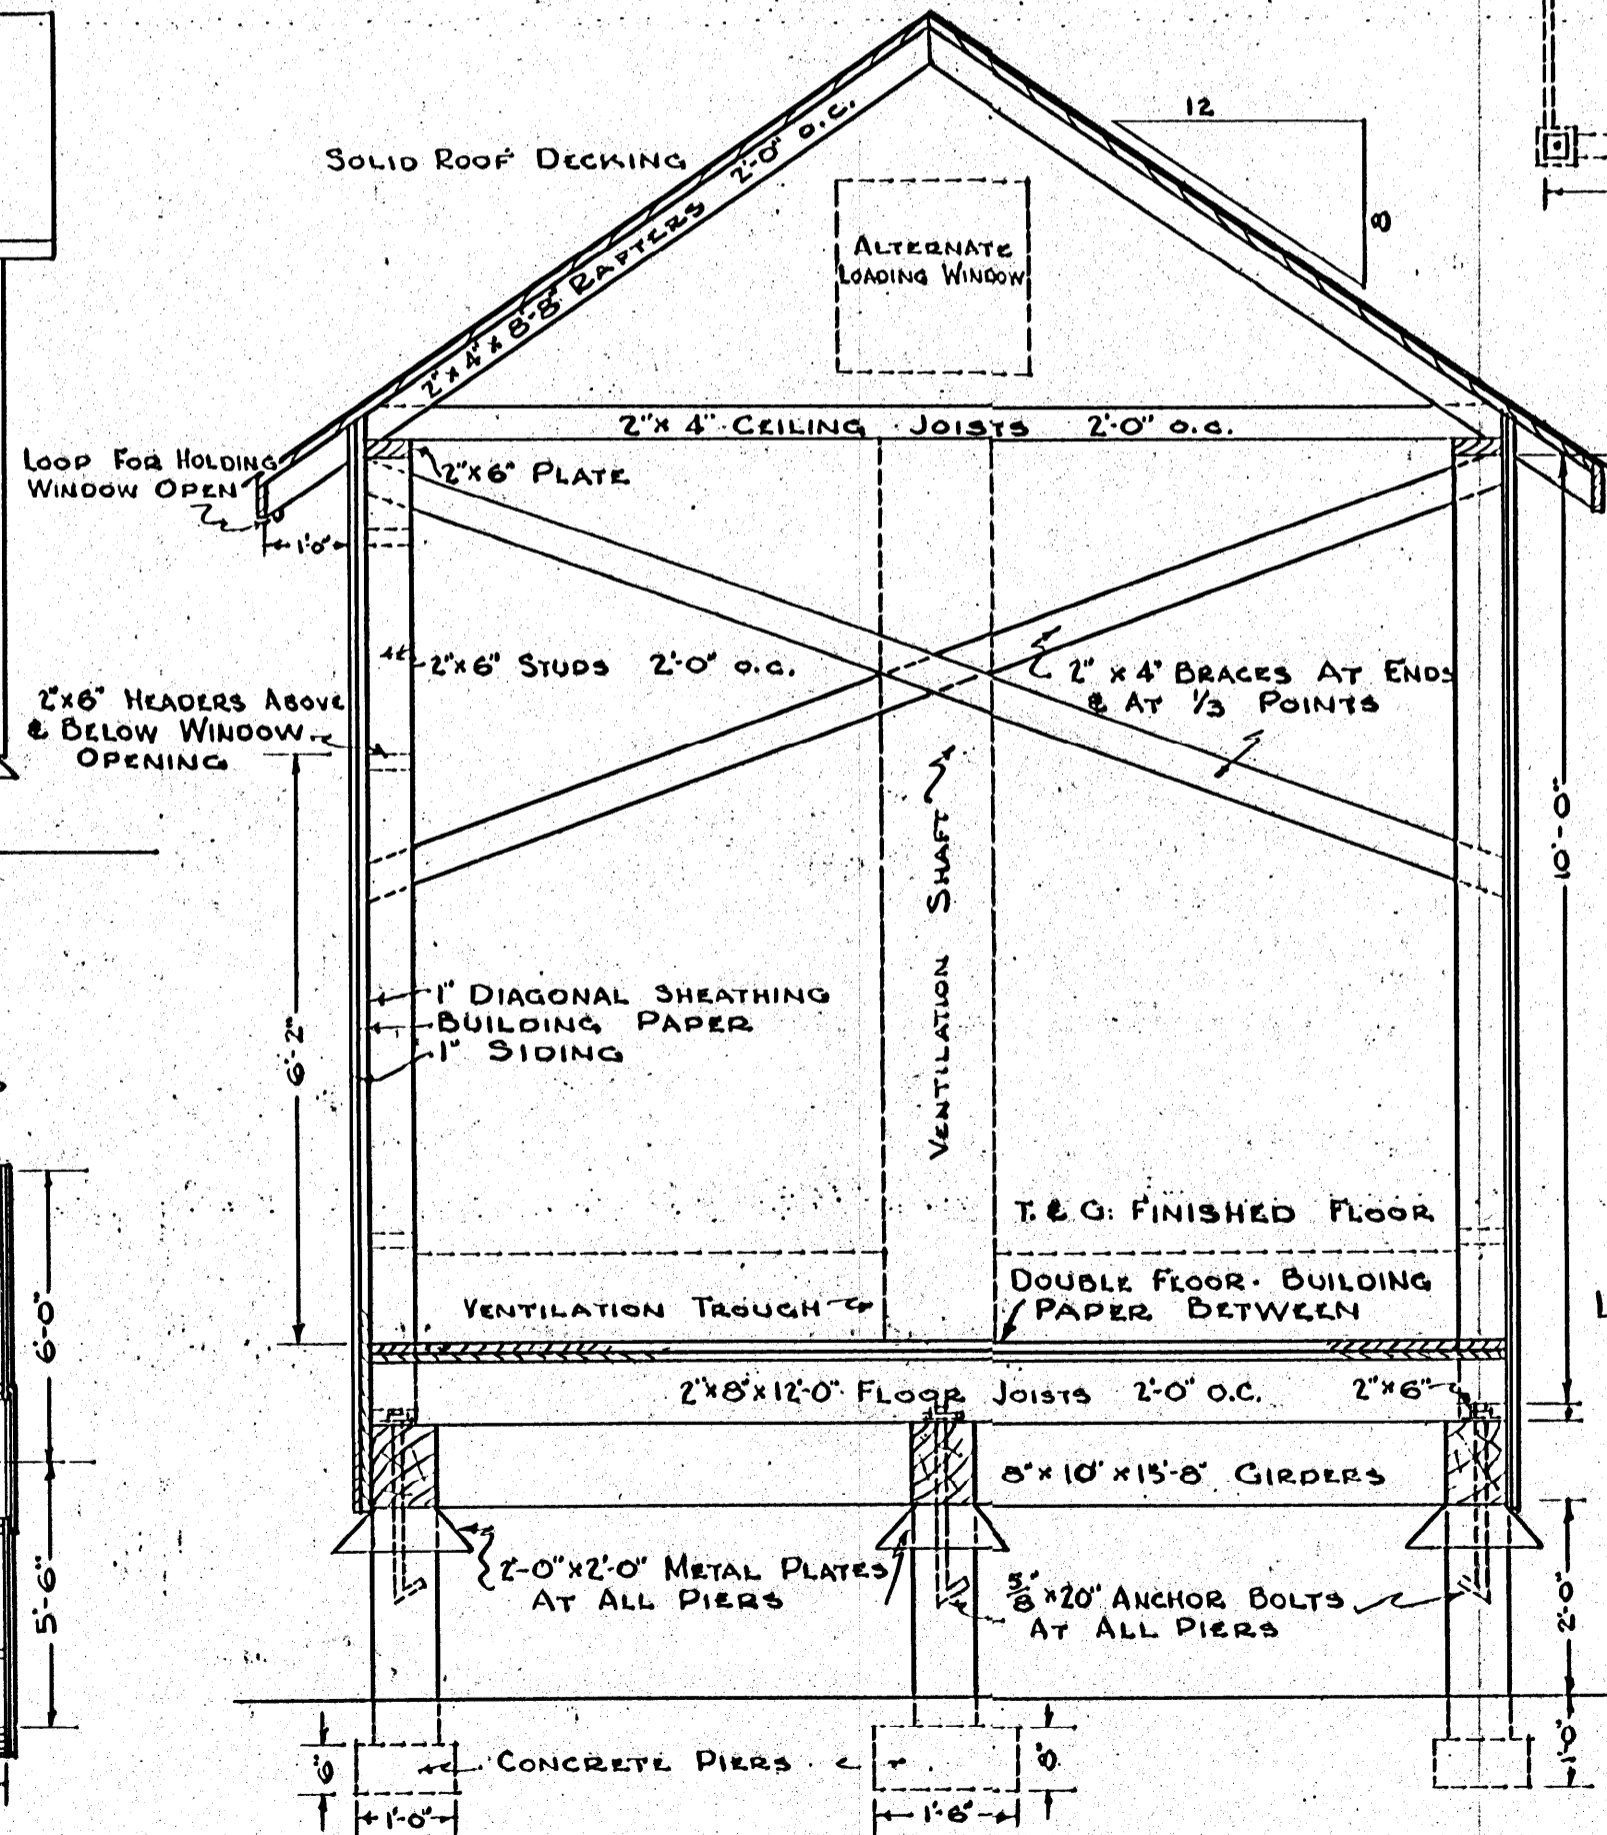 12
SOLID ROOF DECKING
2"x 4"x 8'-8" RAFTERS 2'-0" O.C.
8
ALTERNATE
LOADING WINDOW
2"x 4" CEILING JOISTS 2'-0" O.C.
LOOP FOR HOLDING
WINDOW OPEN
2"x6" PLATE
1'-0"
2"x6" STUDS 2'-0" O.C.
2"x6" HEADERS ABOVE
& BELOW WINDOW
OPENING
2" x 4" BRACES AT ENDS
& AT 1/3 POINTS
10'-0"
VENTILATION SHAFT
1" DIAGONAL SHEATHING
BUILDING PAPER
1" SIDING
6'-2"
T. & G. FINISHED FLOOR
DOUBLE FLOOR. BUILDING
PAPER BETWEEN
VENTILATION TROUGH
6'-0"
2"x8"x12'-0" FLOOR JOISTS 2'-0" O.C.
2"x6"
8"x 10"x 15'-8" GIRDERS
5'-6"
2'-0"x2'-0" METAL PLATES
AT ALL PIERS
5/8"x20" ANCHOR BOLTS
AT ALL PIERS
2'-0"
6"
CONCRETE PIERS.
8"
1'-0"
1'-0"
1'-6"